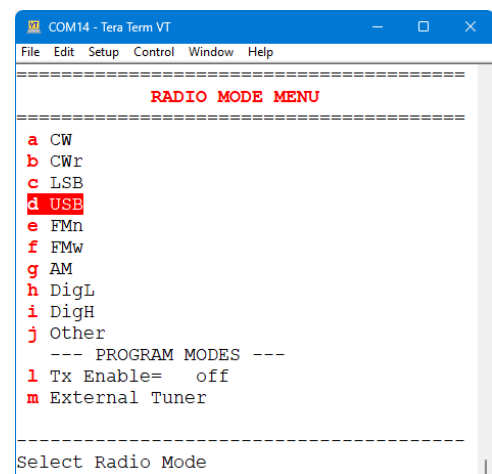 COM14 - Tera Term VT
File Edit Setup Control Window Help
=========================================
RADIO MODE MENU
=========================================
a CW
b CWr
c LSB
d USB
e FMn
f FMw
g AM
h DigL
i DigH
j Other
--- PROGRAM MODES ---
l Tx Enable= off
m External Tuner
-----------------------------------------
Select Radio Mode